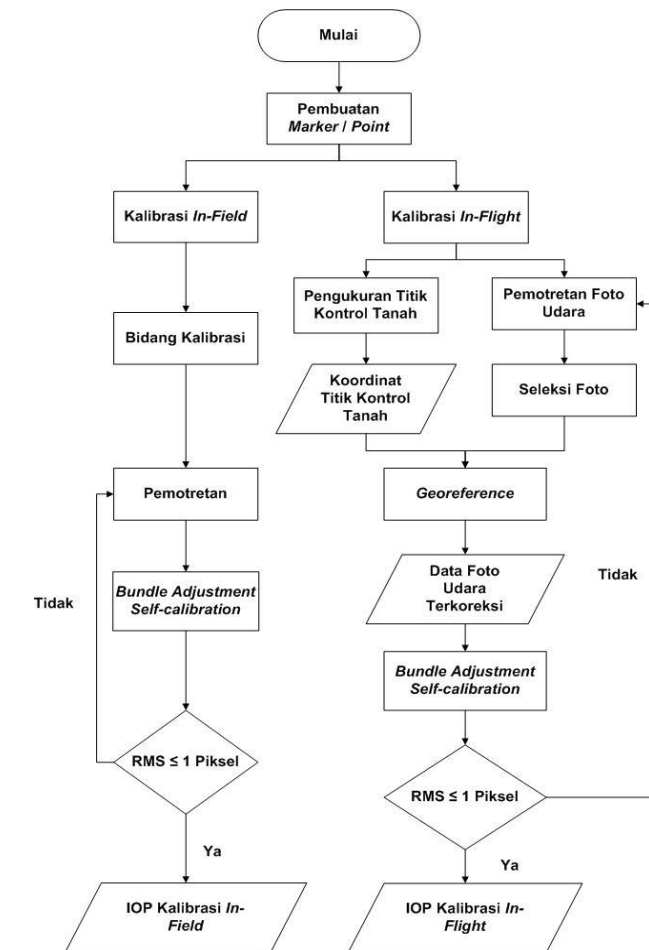 Mulai
Pembuatan
Marker / Point
Kalibrasi In-Field
Kalibrasi In-Flight
Pengukuran Titik
Kontrol Tanah
Pemotretan Foto
Udara
Bidang Kalibrasi
Koordinat
Titik Kontrol
Tanah
Seleksi Foto
Pemotretan
Georeference
Data Foto
Udara
Terkoreksi
Tidak
Bundle Adjustment
Self-calibration
Tidak
Bundle Adjustment
Self-calibration
RMS ≤ 1 Piksel
RMS ≤ 1 Piksel
Ya
Ya
IOP Kalibrasi In-
Field
IOP Kalibrasi In-
Flight